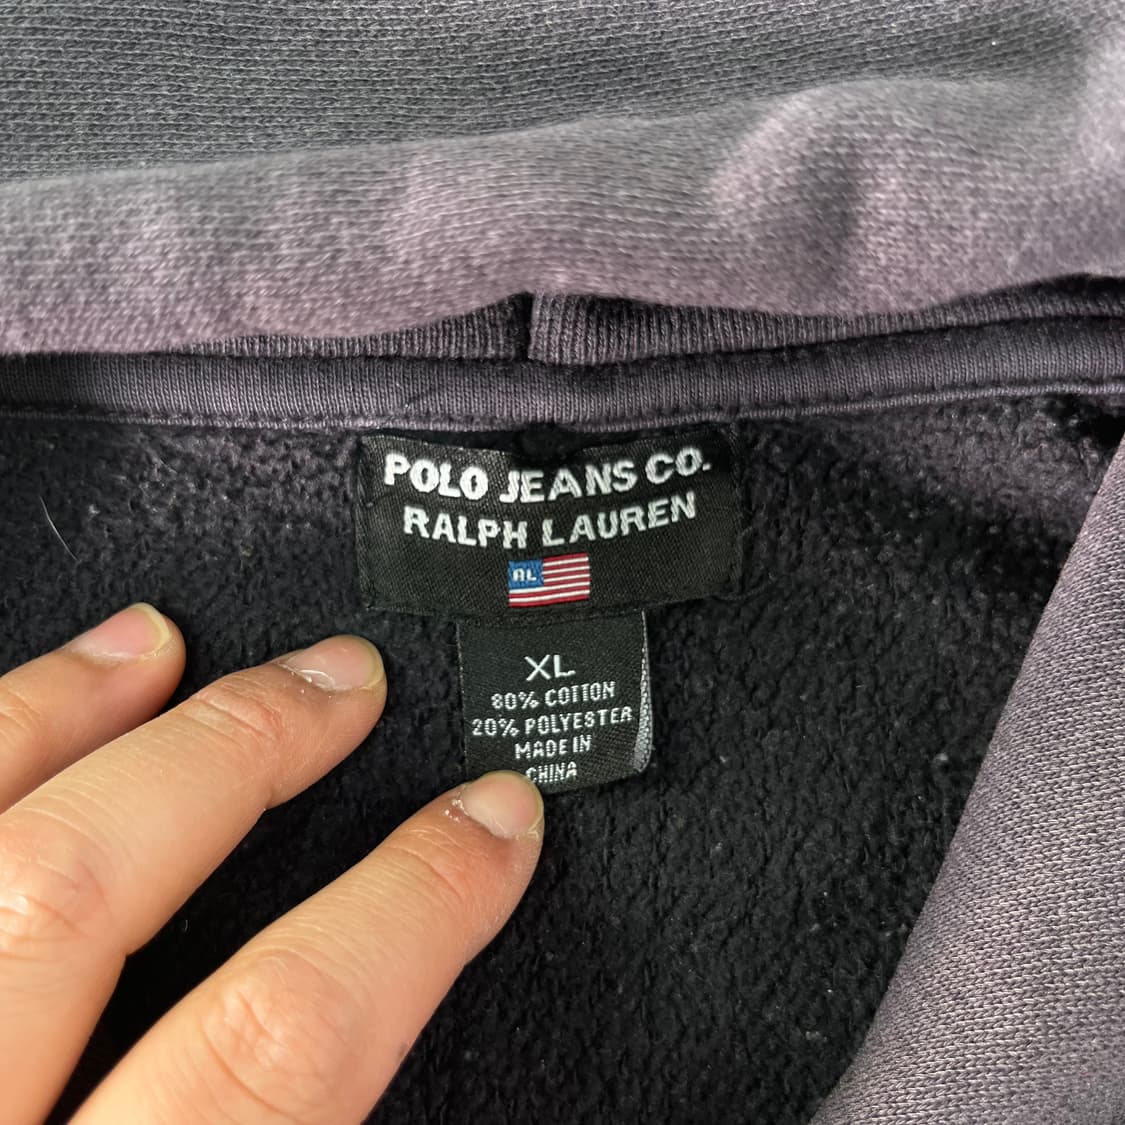 POLO JEANS CO.
RALPH LAUREN
RL
XL
80% COTTON
20% POLYESTER
MADE IN
CHINA